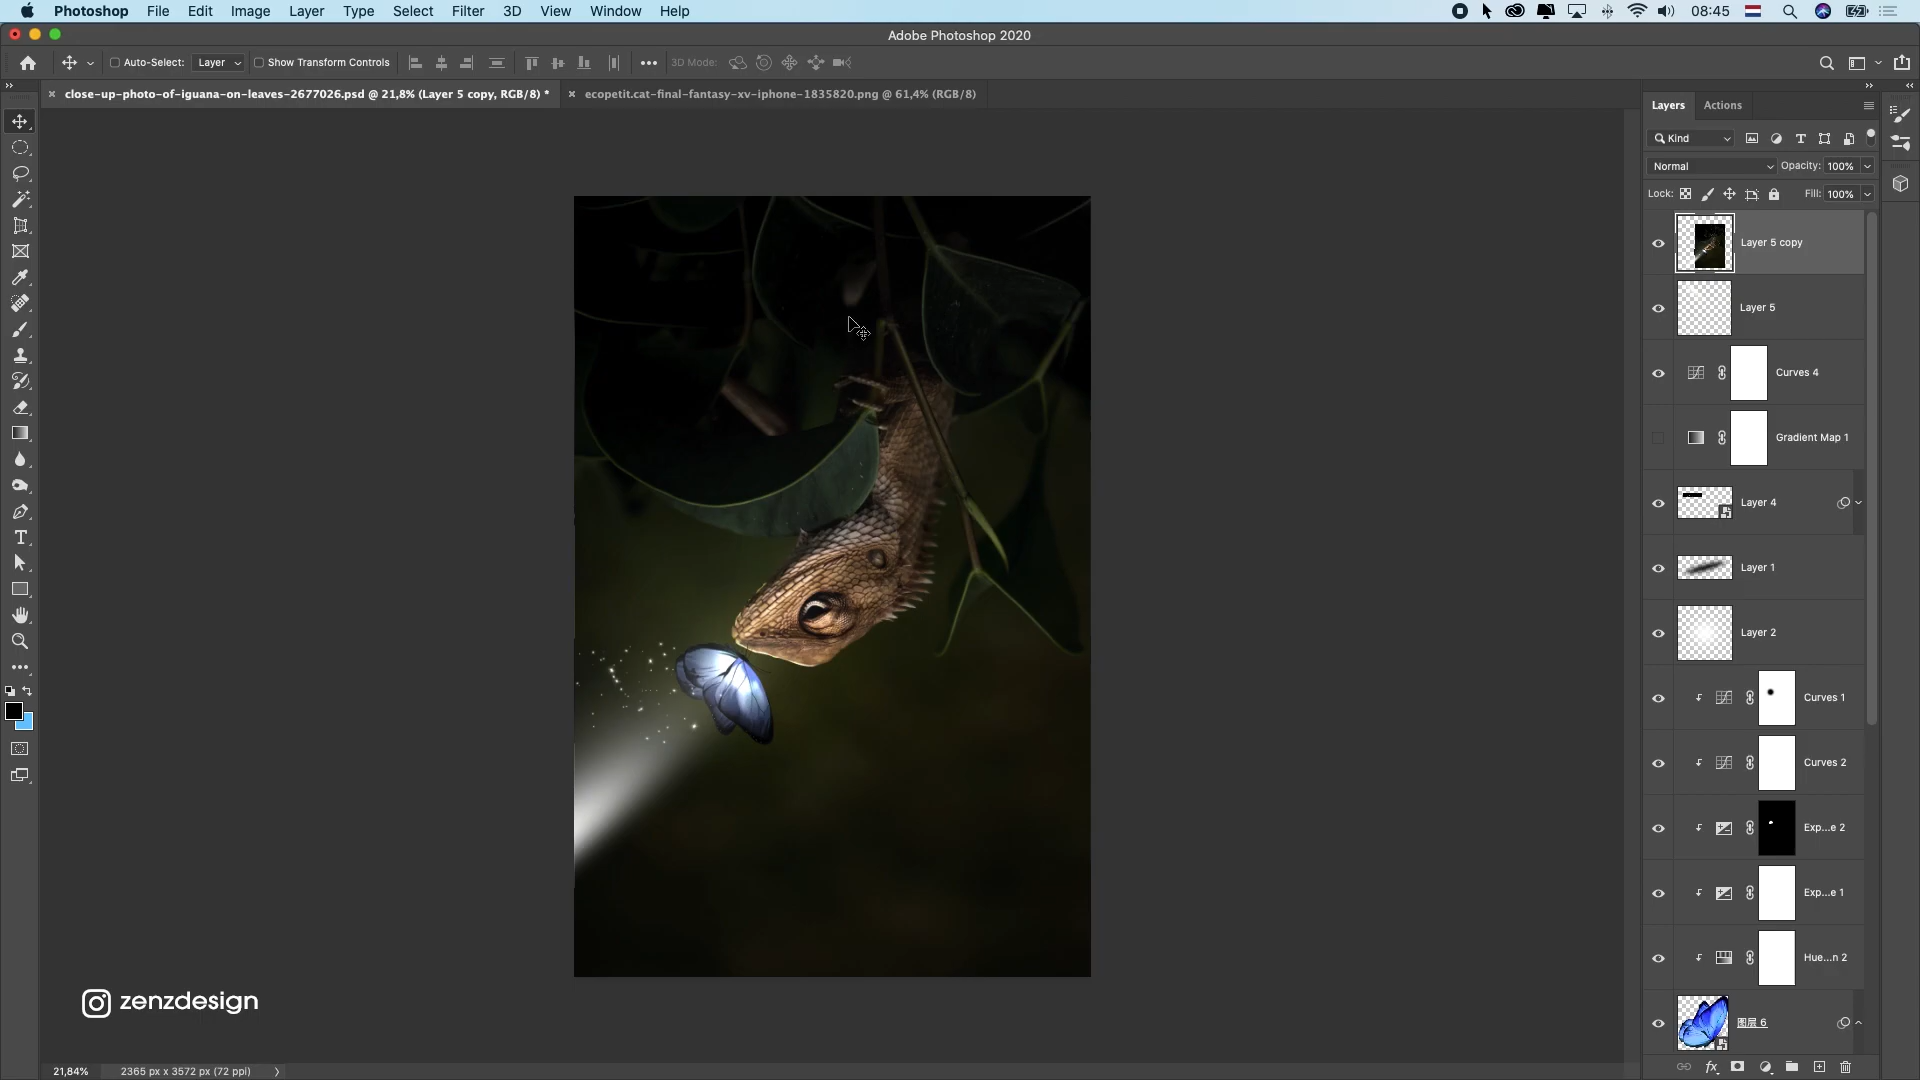 Photoshop File Edit Image Layer Type Select Filter 3D View Window Help 08:45
Adobe Photoshop 2020
Auto-Select: Layer Show Transform Controls 3D Mode:
close-up-photo-of-iguana-on-leaves-2677026.psd @ 21,8% (Layer 5 copy, RGB/8) *
ecopetit.cat-final-fantasy-xv-iphone-1835820.png @ 61,4% (RGB/8)
Layers Actions
Kind
Normal Opacity: 100%
Lock: Fill: 100%
Layer 5 copy
Layer 5
Curves 4
Gradient Map 1
Layer 4
Layer 1
Layer 2
Curves 1
Curves 2
Exp...e 2
Exp...e 1
Hue...n 2
图层 6
zenzdesign
21,84% 2365 px x 3572 px (72 ppi)